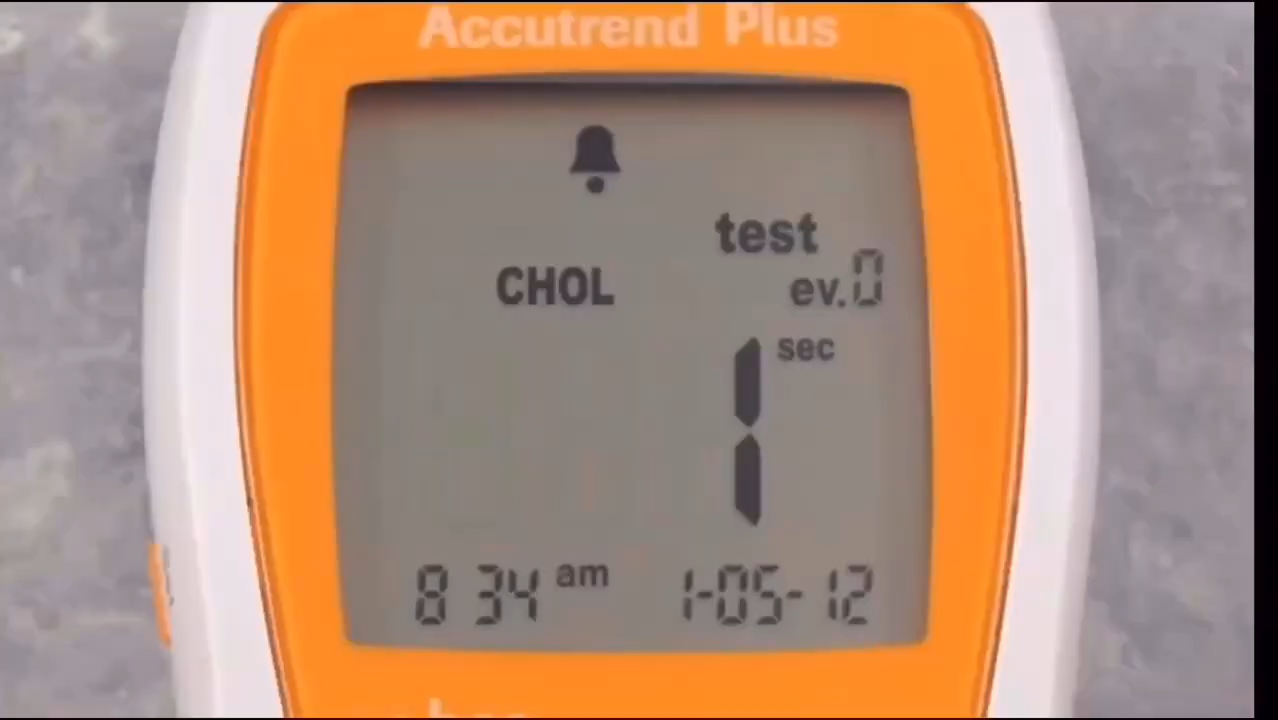 Accutrend Plus
test
CHOL
ev.0
1 sec
8 34 am 1-05-12